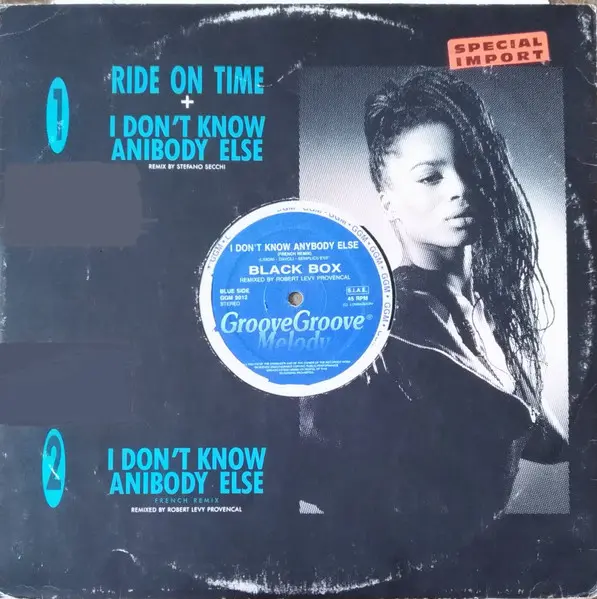 SPECIAL
IMPORT
1
RIDE ON TIME
+
I DON'T KNOW
ANIBODY ELSE
REMIX BY STEFANO SECCHI
GGM
I DON'T KNOW ANYBODY ELSE
(FRENCH REMIX)
BLACK BOX
REMIXED BY ROBERT LEVY PROVENCAL
BLUE SIDE
GGM 9012
STEREO
S.I.A.E.
45 RPM
GrooveGroove
Melody
2
I DON'T KNOW
ANIBODY ELSE
FRENCH REMIX
REMIXED BY ROBERT LEVY PROVENCAL